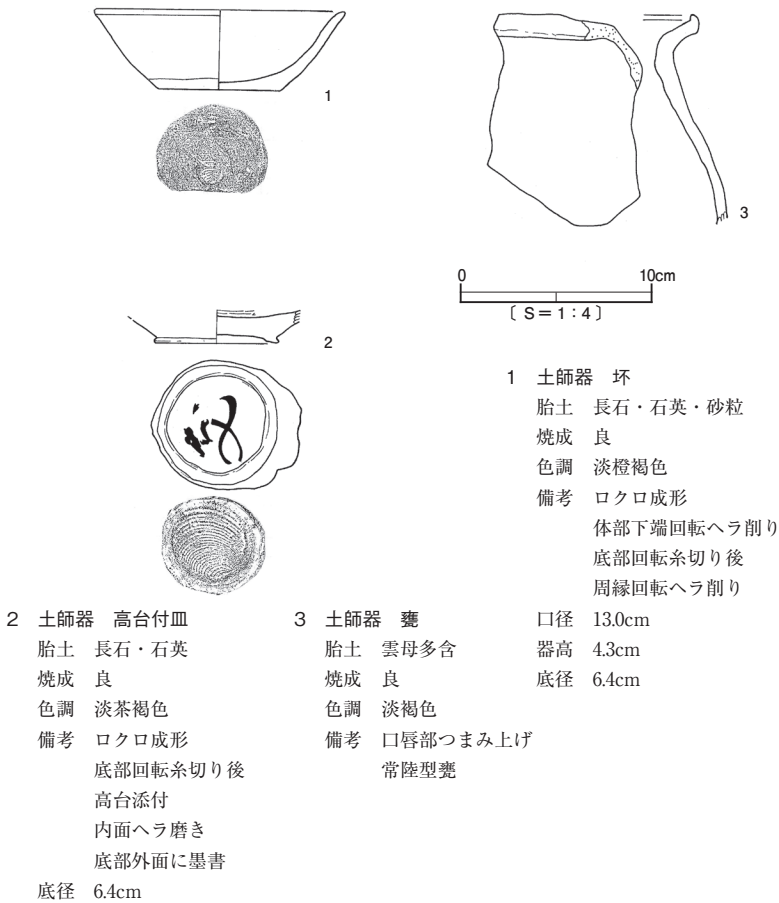 1
3
0 10cm
〔 S = 1：4 〕
2
1 土師器 坏
胎土 長石・石英・砂粒
焼成 良
色調 淡橙褐色
備考 ロクロ成形
体部下端回転ヘラ削り
底部回転糸切り後
周縁回転ヘラ削り
口径 13.0cm
器高 4.3cm
底径 6.4cm
2 土師器 高台付皿
胎土 長石・石英
焼成 良
色調 淡茶褐色
備考 ロクロ成形
底部回転糸切り後
高台添付
内面ヘラ磨き
底部外面に墨書
底径 6.4cm
3 土師器 甕
胎土 雲母多含
焼成 良
色調 淡褐色
備考 口唇部つまみ上げ
常陸型甕